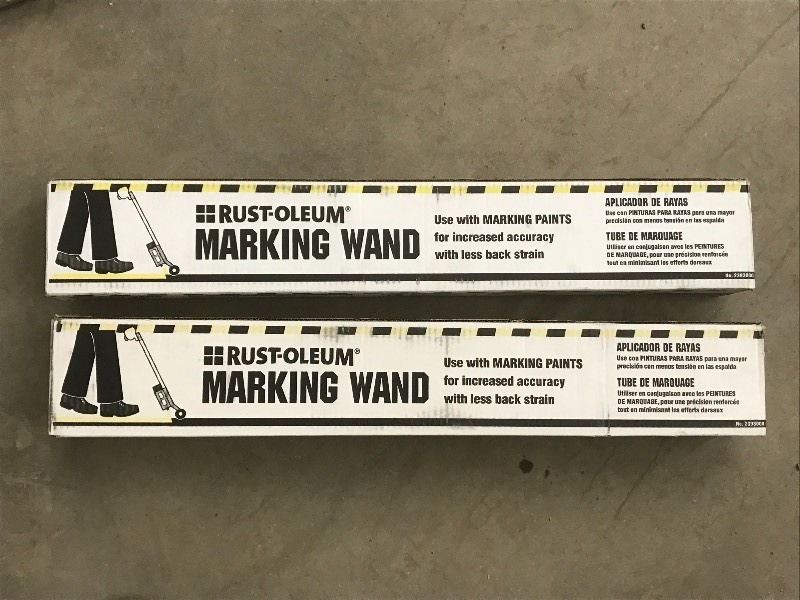 RUST-OLEUM®
MARKING WAND
Use with MARKING PAINTS
for increased accuracy
with less back strain
APLICADOR DE RAYAS
Use con PINTURAS PARA RAYAS para una mayor
precisión con menos tensión en las espalda
TUBE DE MARQUAGE
Utiliser en conjugaison avec les PEINTURES
DE MARQUAGE, pour une précision renforcée
tout en minimisant les efforts dorsaux
No.
RUST-OLEUM®
MARKING WAND
Use with MARKING PAINTS
for increased accuracy
with less back strain
APLICADOR DE RAYAS
Use con PINTURAS PARA RAYAS para una mayor
precisión con menos tensión en las espalda
TUBE DE MARQUAGE
Utiliser en conjugaison avec les PEINTURES
DE MARQUAGE, pour une précision renforcée
tout en minimisant les efforts dorsaux
No.